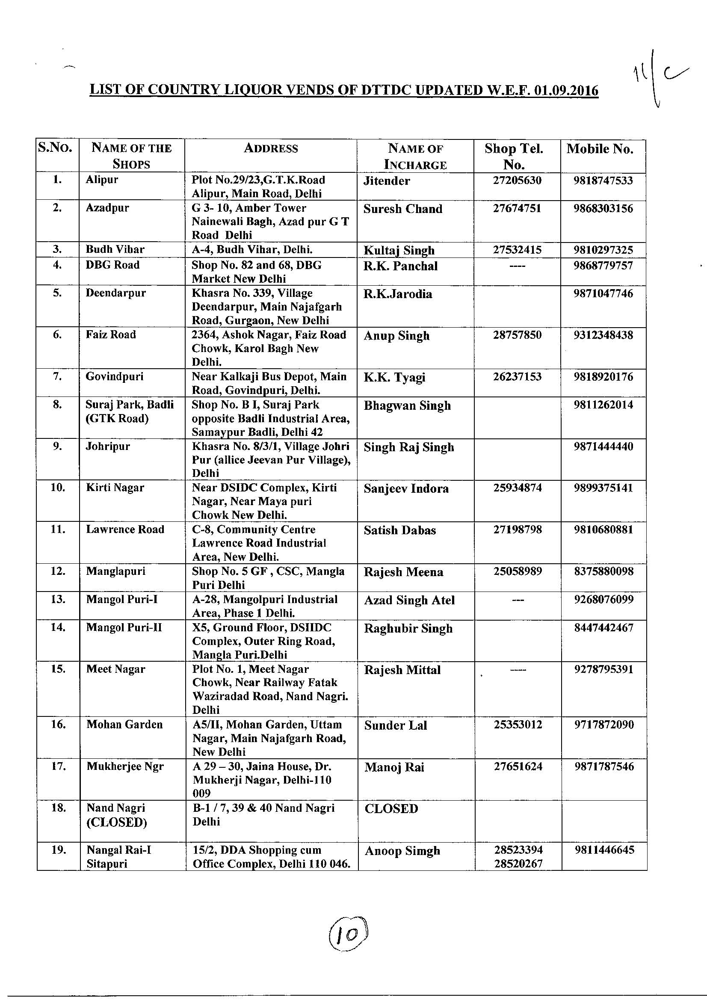 11/C
LIST OF COUNTRY LIQUOR VENDS OF DTTDC UPDATED W.E.F. 01.09.2016
S.NO. NAME OF THE SHOPS ADDRESS NAME OF INCHARGE Shop Tel. No. Mobile No.
1. Alipur Plot No.29/23,G.T.K.Road Jitender 27205630 9818747533
Alipur, Main Road, Delhi
2. Azadpur G 3- 10, Amber Tower Suresh Chand 27674751 9868303156
Nainewali Bagh, Azad pur G T
Road Delhi
3. Budh Vihar A-4, Budh Vihar, Delhi. Kultaj Singh 27532415 9810297325
4. DBG Road Shop No. 82 and 68, DBG R.K. Panchal ---- 9868779757
Market New Delhi
5. Deendarpur Khasra No. 339, Village R.K.Jarodia 9871047746
Deendarpur, Main Najafgarh
Road, Gurgaon, New Delhi
6. Faiz Road 2364, Ashok Nagar, Faiz Road Anup Singh 28757850 9312348438
Chowk, Karol Bagh New
Delhi.
7. Govindpuri Near Kalkaji Bus Depot, Main K.K. Tyagi 26237153 9818920176
Road, Govindpuri, Delhi.
8. Suraj Park, Badli Shop No. B I, Suraj Park Bhagwan Singh 9811262014
(GTK Road) opposite Badli Industrial Area,
Samaypur Badli, Delhi 42
9. Johripur Khasra No. 8/3/1, Village Johri Singh Raj Singh 9871444440
Pur (allice Jeevan Pur Village),
Delhi
10. Kirti Nagar Near DSIDC Complex, Kirti Sanjeev Indora 25934874 9899375141
Nagar, Near Maya puri
Chowk New Delhi.
11. Lawrence Road C-8, Community Centre Satish Dabas 27198798 9810680881
Lawrence Road Industrial
Area, New Delhi.
12. Manglapuri Shop No. 5 GF , CSC, Mangla Rajesh Meena 25058989 8375880098
Puri Delhi
13. Mangol Puri-I A-28, Mangolpuri Industrial Azad Singh Atel --- 9268076099
Area, Phase 1 Delhi.
14. Mangol Puri-II X5, Ground Floor, DSIIDC Raghubir Singh 8447442467
Complex, Outer Ring Road,
Mangla Puri.Delhi
15. Meet Nagar Plot No. 1, Meet Nagar Rajesh Mittal ---- 9278795391
Chowk, Near Railway Fatak
Waziradad Road, Nand Nagri.
Delhi
16. Mohan Garden A5/II, Mohan Garden, Uttam Sunder Lal 25353012 9717872090
Nagar, Main Najafgarh Road,
New Delhi
17. Mukherjee Ngr A 29 – 30, Jaina House, Dr. Manoj Rai 27651624 9871787546
Mukherji Nagar, Delhi-110
009
18. Nand Nagri B-1 / 7, 39 & 40 Nand Nagri CLOSED
(CLOSED) Delhi
19. Nangal Rai-I 15/2, DDA Shopping cum Anoop Simgh 28523394 9811446645
Sitapuri Office Complex, Delhi 110 046. 28520267
10